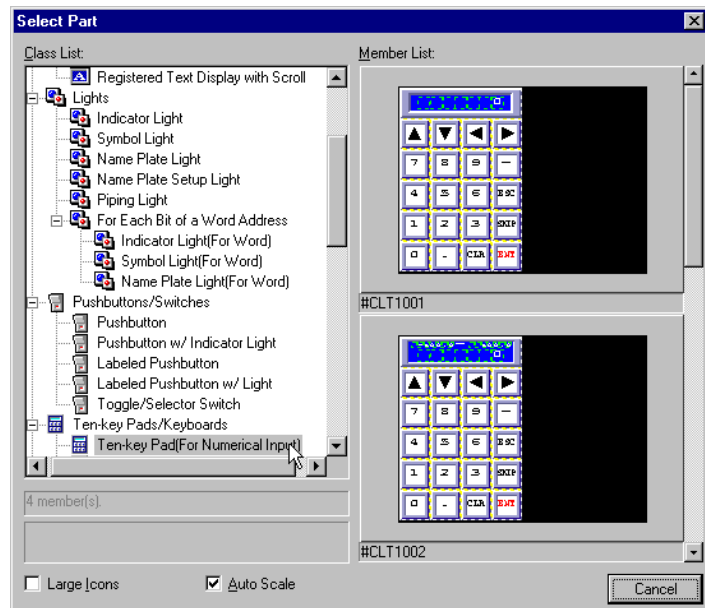 Select Part
Class List:
Registered Text Display with Scroll
Lights
Indicator Light
Symbol Light
Name Plate Light
Name Plate Setup Light
Piping Light
For Each Bit of a Word Address
Indicator Light(For Word)
Symbol Light(For Word)
Name Plate Light(For Word)
Pushbuttons/Switches
Pushbutton
Pushbutton w/ Indicator Light
Labeled Pushbutton
Labeled Pushbutton w/ Light
Toggle/Selector Switch
Ten-key Pads/Keyboards
Ten-key Pad(For Numerical Input)
4 member(s).
Large Icons
Auto Scale
Member List:
7 8 9 -
4 5 6 ESC
1 2 3 SKIP
0 . CLR ENT
#CLT1001
7 8 9 -
4 5 6 ESC
1 2 3 SKIP
0 . CLR ENT
#CLT1002
Cancel